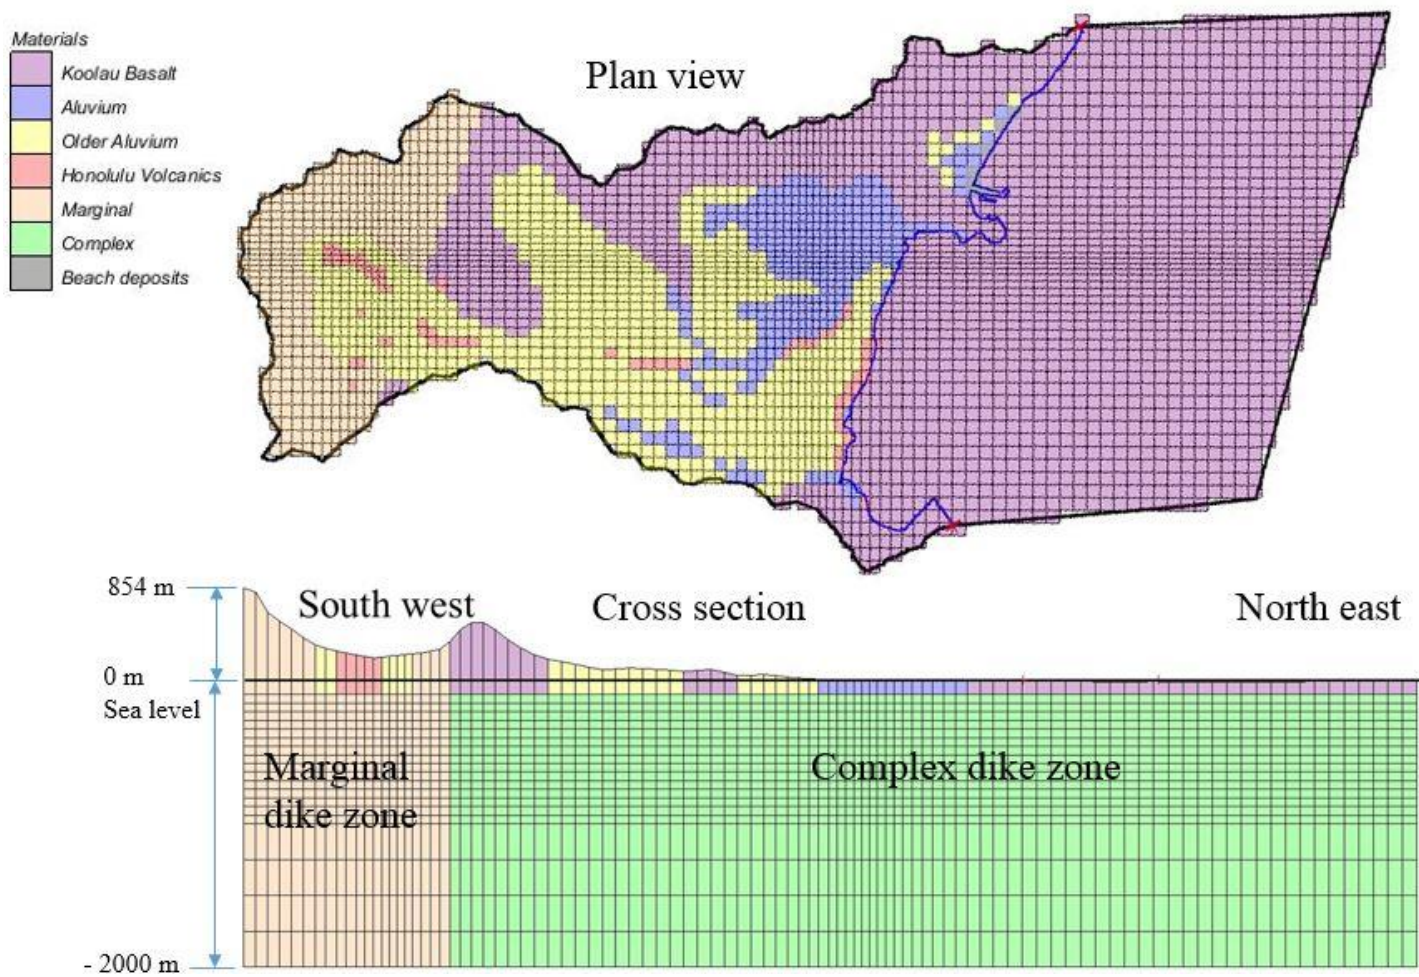 Materials
Koolau Basalt
Aluvium
Older Aluvium
Honolulu Volcanics
Marginal
Complex
Beach deposits
Plan view
854 m
South west
Cross section
North east
0 m
Sea level
Marginal
dike zone
Complex dike zone
- 2000 m